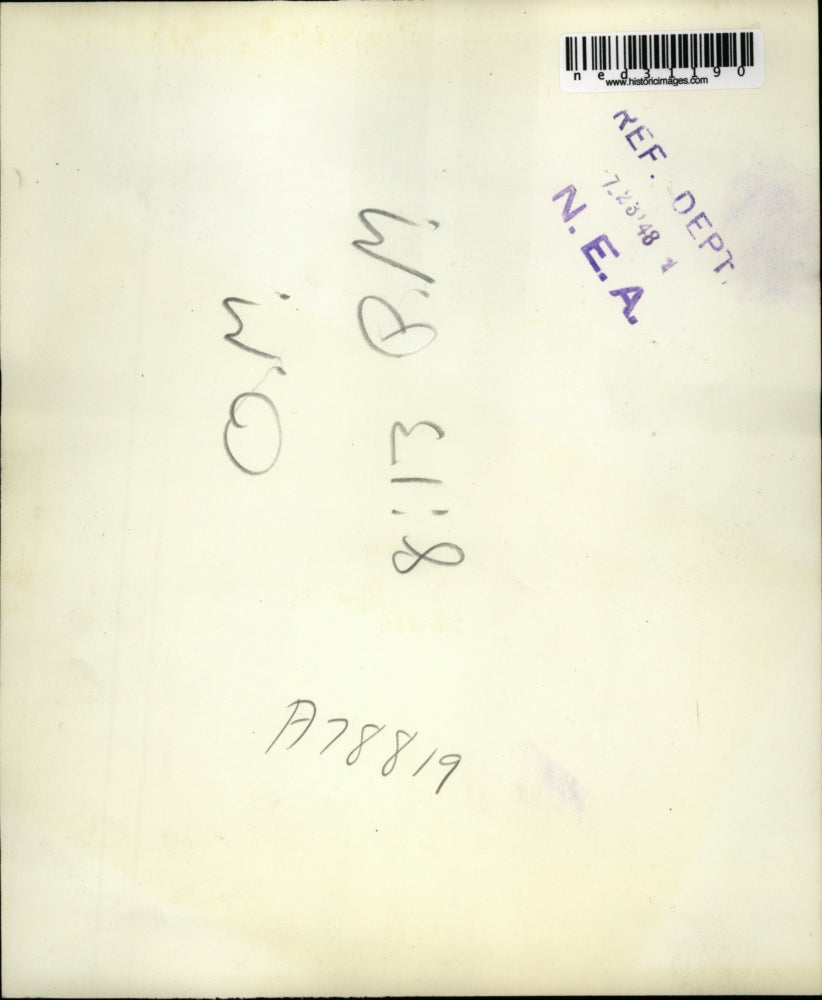 ned31190
www.historicimages.com
REF. DEPT.
7.23'48
N.E.A.
O.M.
8:13 P.M.
A78819